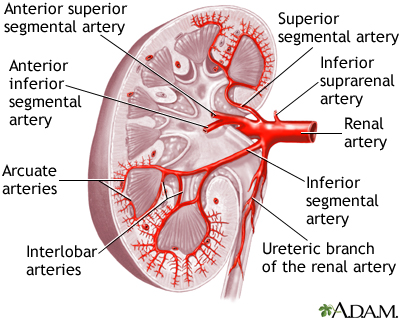 Anterior superior
segmental artery
Superior
segmental artery
Anterior
inferior
segmental
artery
Inferior
suprarenal
artery
Renal
artery
Arcuate
arteries
Inferior
segmental
artery
Interlobar
arteries
Ureteric branch
of the renal artery
ADAM.